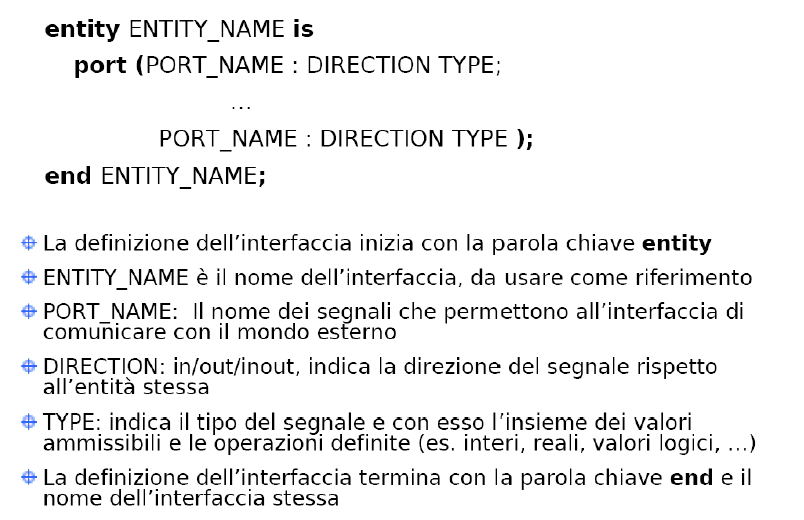 entity ENTITY_NAME is
port (PORT_NAME : DIRECTION TYPE;
...
PORT_NAME : DIRECTION TYPE );
end ENTITY_NAME;
La definizione dell'interfaccia inizia con la parola chiave entity
ENTITY_NAME è il nome dell'interfaccia, da usare come riferimento
PORT_NAME: Il nome dei segnali che permettono all'interfaccia di
comunicare con il mondo esterno
DIRECTION: in/out/inout, indica la direzione del segnale rispetto
all'entità stessa
TYPE: indica il tipo del segnale e con esso l'insieme dei valori
ammissibili e le operazioni definite (es. interi, reali, valori logici, ...)
La definizione dell'interfaccia termina con la parola chiave end e il
nome dell'interfaccia stessa